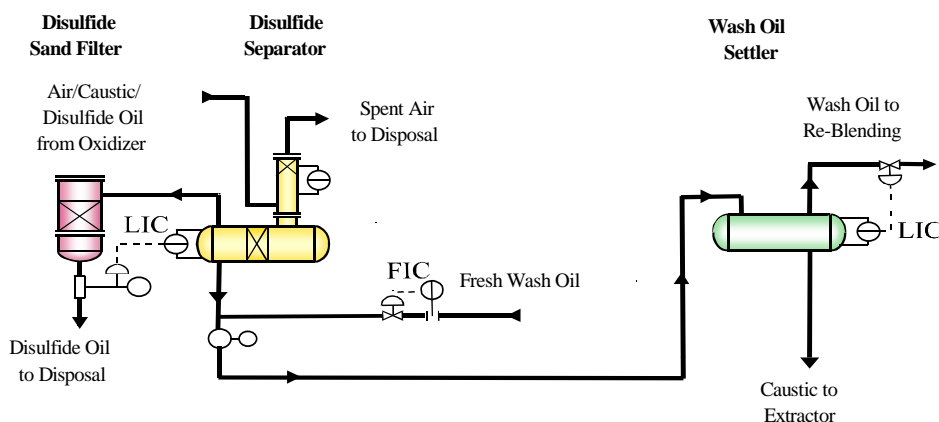 Disulfide
Sand Filter
Disulfide
Separator
Wash Oil
Settler
Air/Caustic/
Disulfide Oil
from Oxidizer
Spent Air
to Disposal
Wash Oil to
Re-Blending
LIC
LIC
FIC
Fresh Wash Oil
Disulfide Oil
to Disposal
Caustic to
Extractor